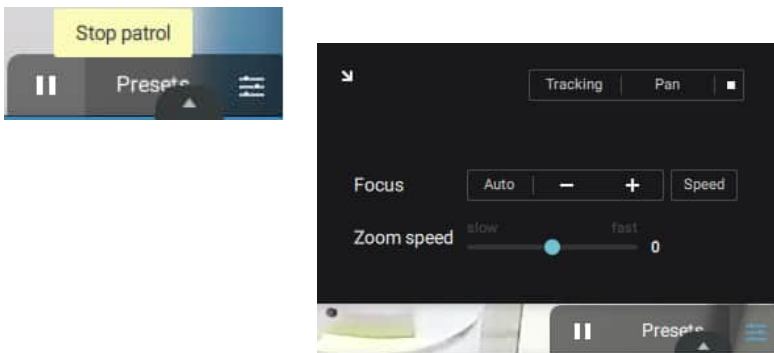 Stop patrol
Presets
Tracking Pan
Focus Auto − + Speed
Zoom speed slow fast 0
Presets